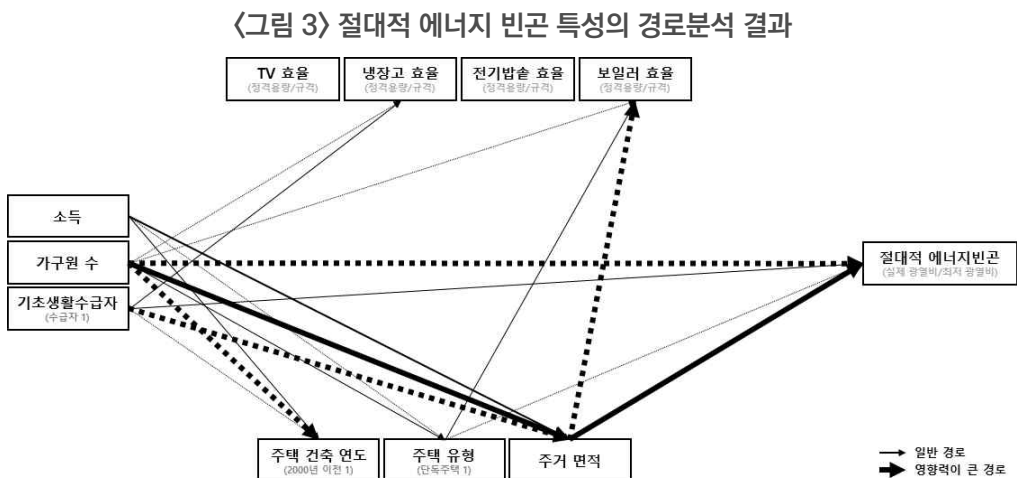 〈그림 3〉 절대적 에너지 빈곤 특성의 경로분석 결과
TV 효율
(정격용량/규격)
냉장고 효율
(정격용량/규격)
전기밥솥 효율
(정격용량/규격)
보일러 효율
(정격용량/규격)
소득
가구원 수
기초생활수급자
(수급자 1)
절대적 에너지빈곤
(실제 광열비/최저 광열비)
주택 건축 연도
(2000년 이전 1)
주택 유형
(단독주택 1)
주거 면적
일반 경로
영향력이 큰 경로